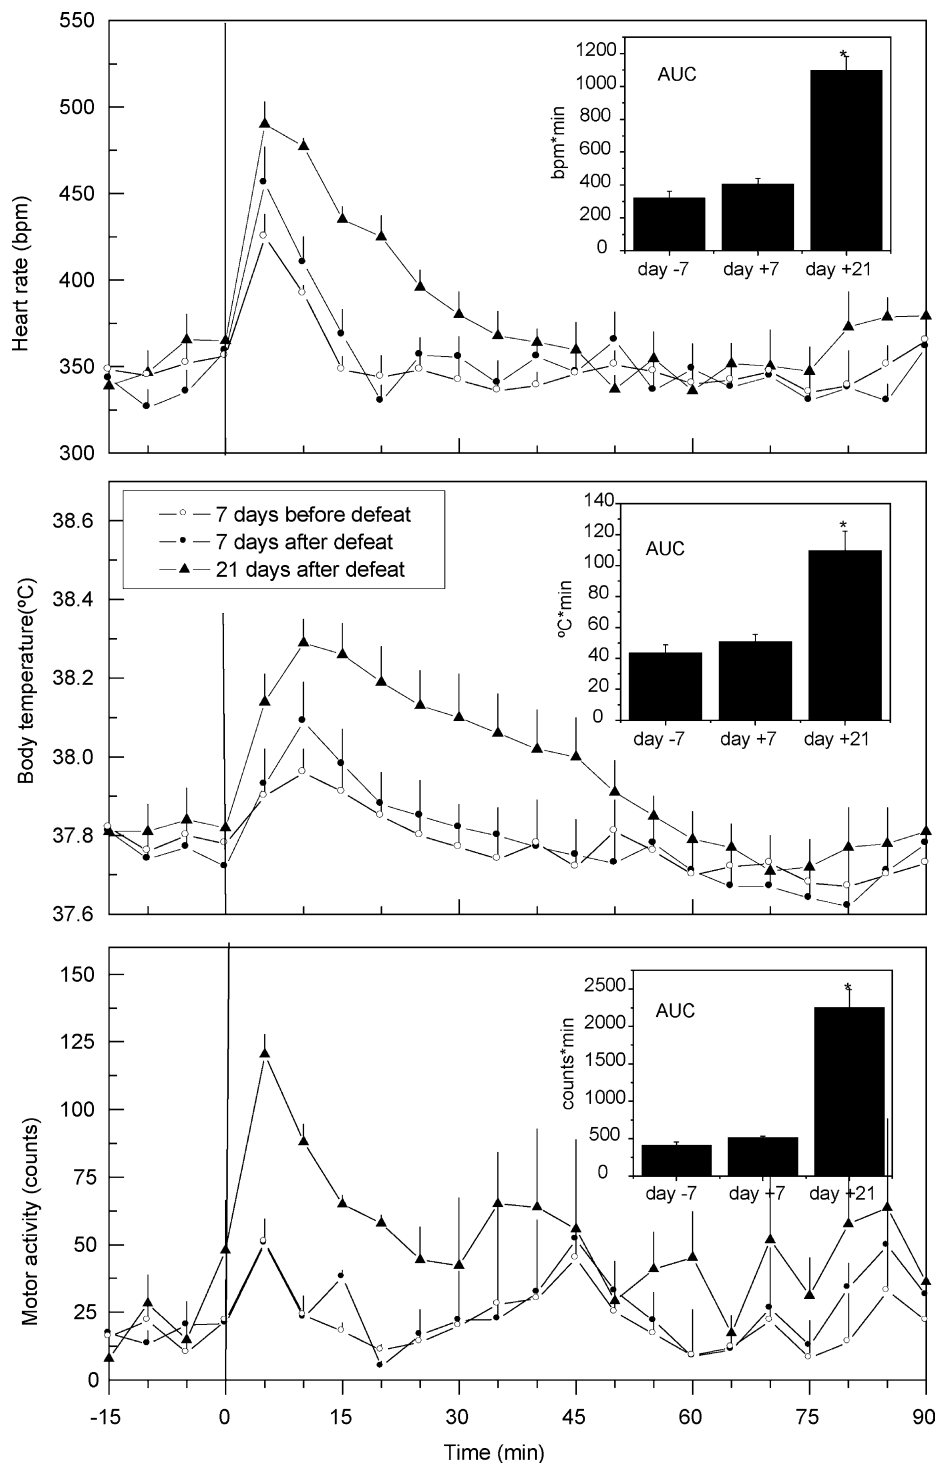 550
500
450
400
350
300
Heart rate (bpm)
1200
1000
800
600
400
200
0
bpm*min
AUC
*
day -7
day +7
day +21
38.6
38.4
38.2
38.0
37.8
37.6
Body temperature(ºC)
7 days before defeat
7 days after defeat
21 days after defeat
140
120
100
80
60
40
20
0
ºC*min
AUC
*
day -7
day +7
day +21
150
125
100
75
50
25
0
Motor activity (counts)
2500
2000
1500
1000
500
0
counts*min
AUC
*
day -7
day +7
day +21
-15
0
15
30
45
60
75
90
Time (min)